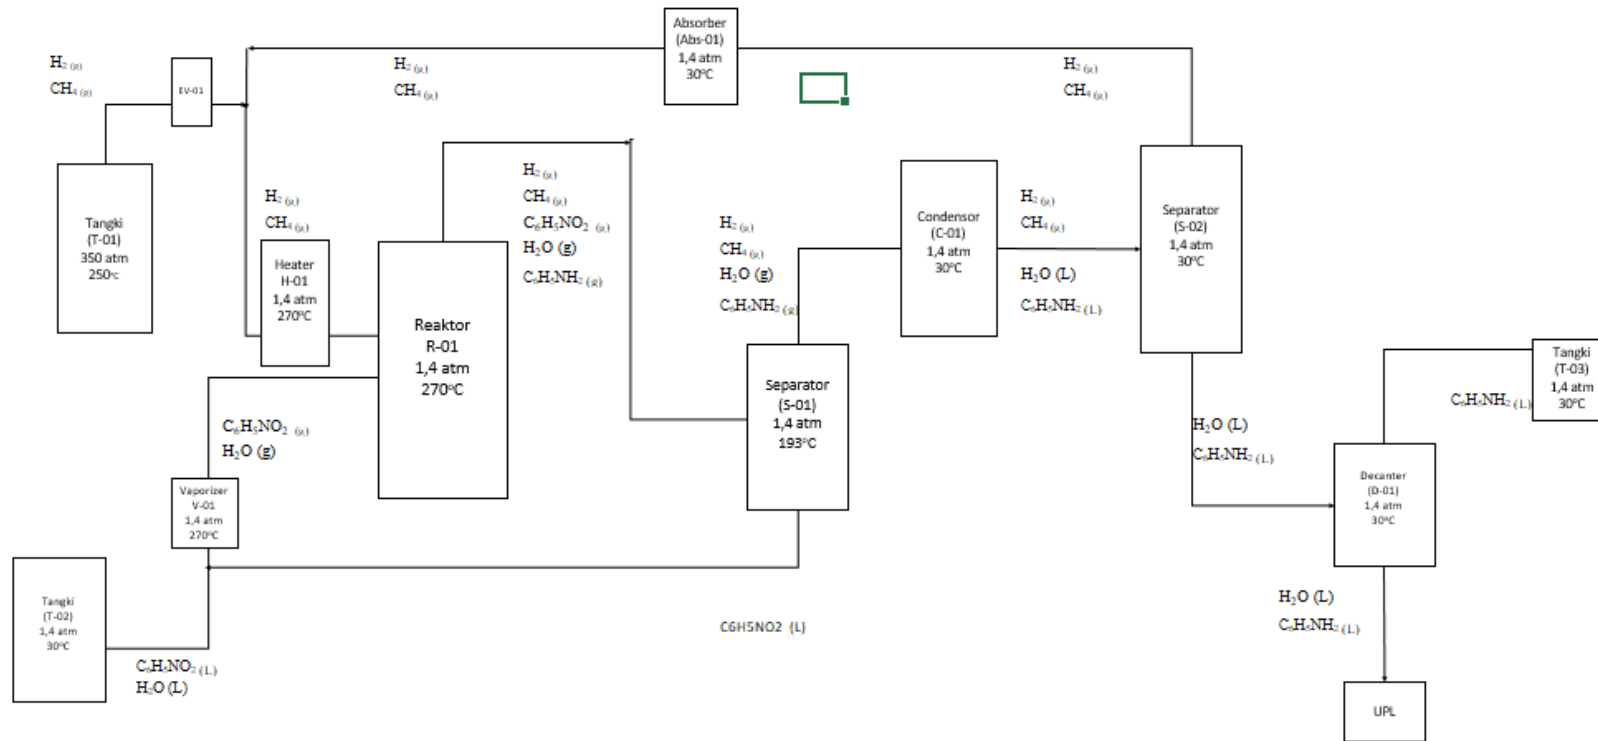 Absorber
(Abs-01)
1,4 atm
30°C
H₂ (g)
CH₄ (g)
EV-01
H₂ (g)
CH₄ (g)
H₂ (g)
CH₄ (g)
Tangki
(T-01)
350 atm
250°C
H₂ (g)
CH₄ (g)
Heater
H-01
1,4 atm
270°C
H₂ (g)
CH₄ (g)
C₆H₅NO₂ (g)
H₂O (g)
C₆H₅NH₂ (g)
Reaktor
R-01
1,4 atm
270°C
H₂ (g)
CH₄ (g)
H₂O (g)
C₆H₅NH₂ (g)
Condensor
(C-01)
1,4 atm
30°C
H₂ (g)
CH₄ (g)
H₂O (L)
C₆H₅NH₂ (L)
Separator
(S-02)
1,4 atm
30°C
Separator
(S-01)
1,4 atm
193°C
Tangki
(T-03)
1,4 atm
30°C
C₆H₅NH₂ (L)
H₂O (L)
C₆H₅NH₂ (L)
Decanter
(D-01)
1,4 atm
30°C
C₆H₅NO₂ (g)
H₂O (g)
Vaporizer
V-01
1,4 atm
270°C
Tangki
(T-02)
1,4 atm
30°C
C₆H₅NO₂ (L)
H₂O (L)
C6H5NO2 (L)
H₂O (L)
C₆H₅NH₂ (L)
UPL